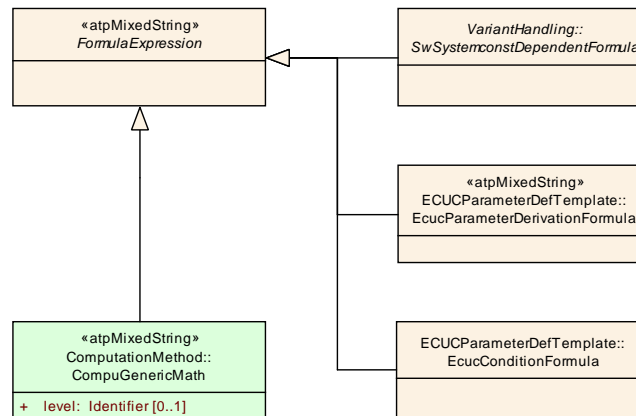 «atpMixedString»
FormulaExpression
VariantHandling::
SwSystemconstDependentFormula
«atpMixedString»
ECUCParameterDefTemplate::
EcucParameterDerivationFormula
«atpMixedString»
ComputationMethod::
CompuGenericMath
+ level: Identifier [0..1]
ECUCParameterDefTemplate::
EcucConditionFormula